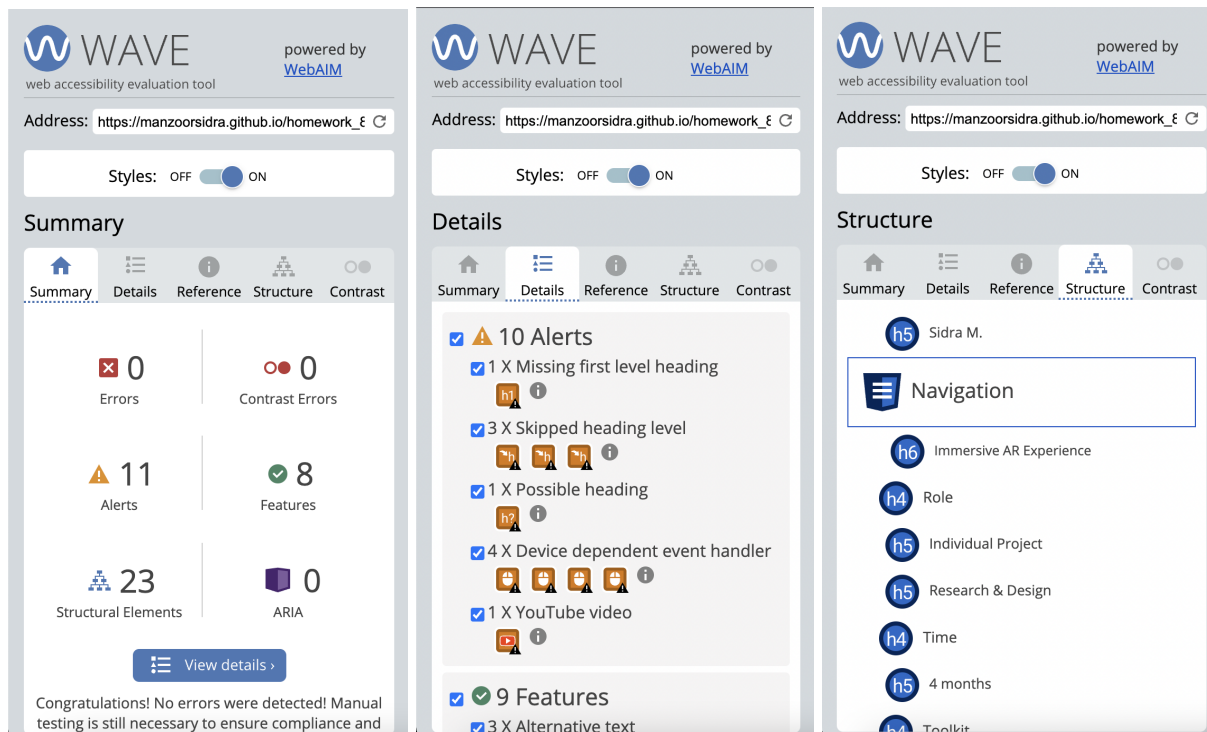 WAVE
web accessibility evaluation tool
powered by
WebAIM
Address: https://manzoorsidra.github.io/homework_8
Styles: OFF ON
Summary
Summary Details Reference Structure Contrast
0 0
Errors Contrast Errors
11 8
Alerts Features
23 0
Structural Elements ARIA
View details ›
Congratulations! No errors were detected! Manual
testing is still necessary to ensure compliance and
WAVE
web accessibility evaluation tool
powered by
WebAIM
Address: https://manzoorsidra.github.io/homework_8
Styles: OFF ON
Details
Summary Details Reference Structure Contrast
10 Alerts
1 X Missing first level heading
h1
3 X Skipped heading level
h h h
1 X Possible heading
h?
4 X Device dependent event handler
1 X YouTube video
9 Features
3 X Alternative text
WAVE
web accessibility evaluation tool
powered by
WebAIM
Address: https://manzoorsidra.github.io/homework_8
Styles: OFF ON
Structure
Summary Details Reference Structure Contrast
h5 Sidra M.
Navigation
h6 Immersive AR Experience
h4 Role
h5 Individual Project
h5 Research & Design
h4 Time
h5 4 months
h4 Toolkit